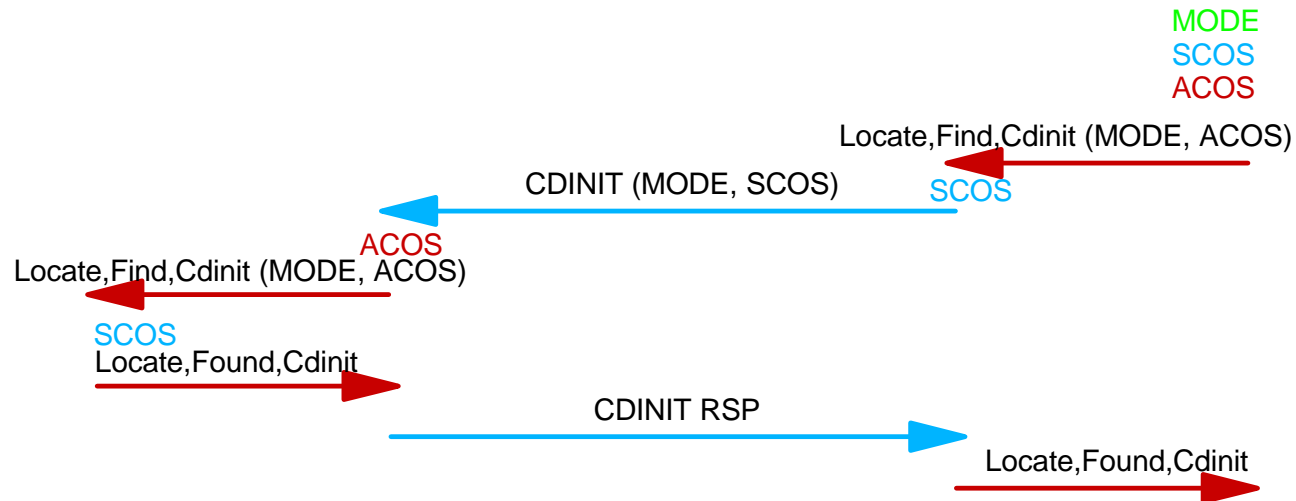 MODE
SCOS
ACOS
Locate,Find,Cdinit (MODE, ACOS)
CDINIT (MODE, SCOS)
SCOS
ACOS
Locate,Find,Cdinit (MODE, ACOS)
SCOS
Locate,Found,Cdinit
CDINIT RSP
Locate,Found,Cdinit